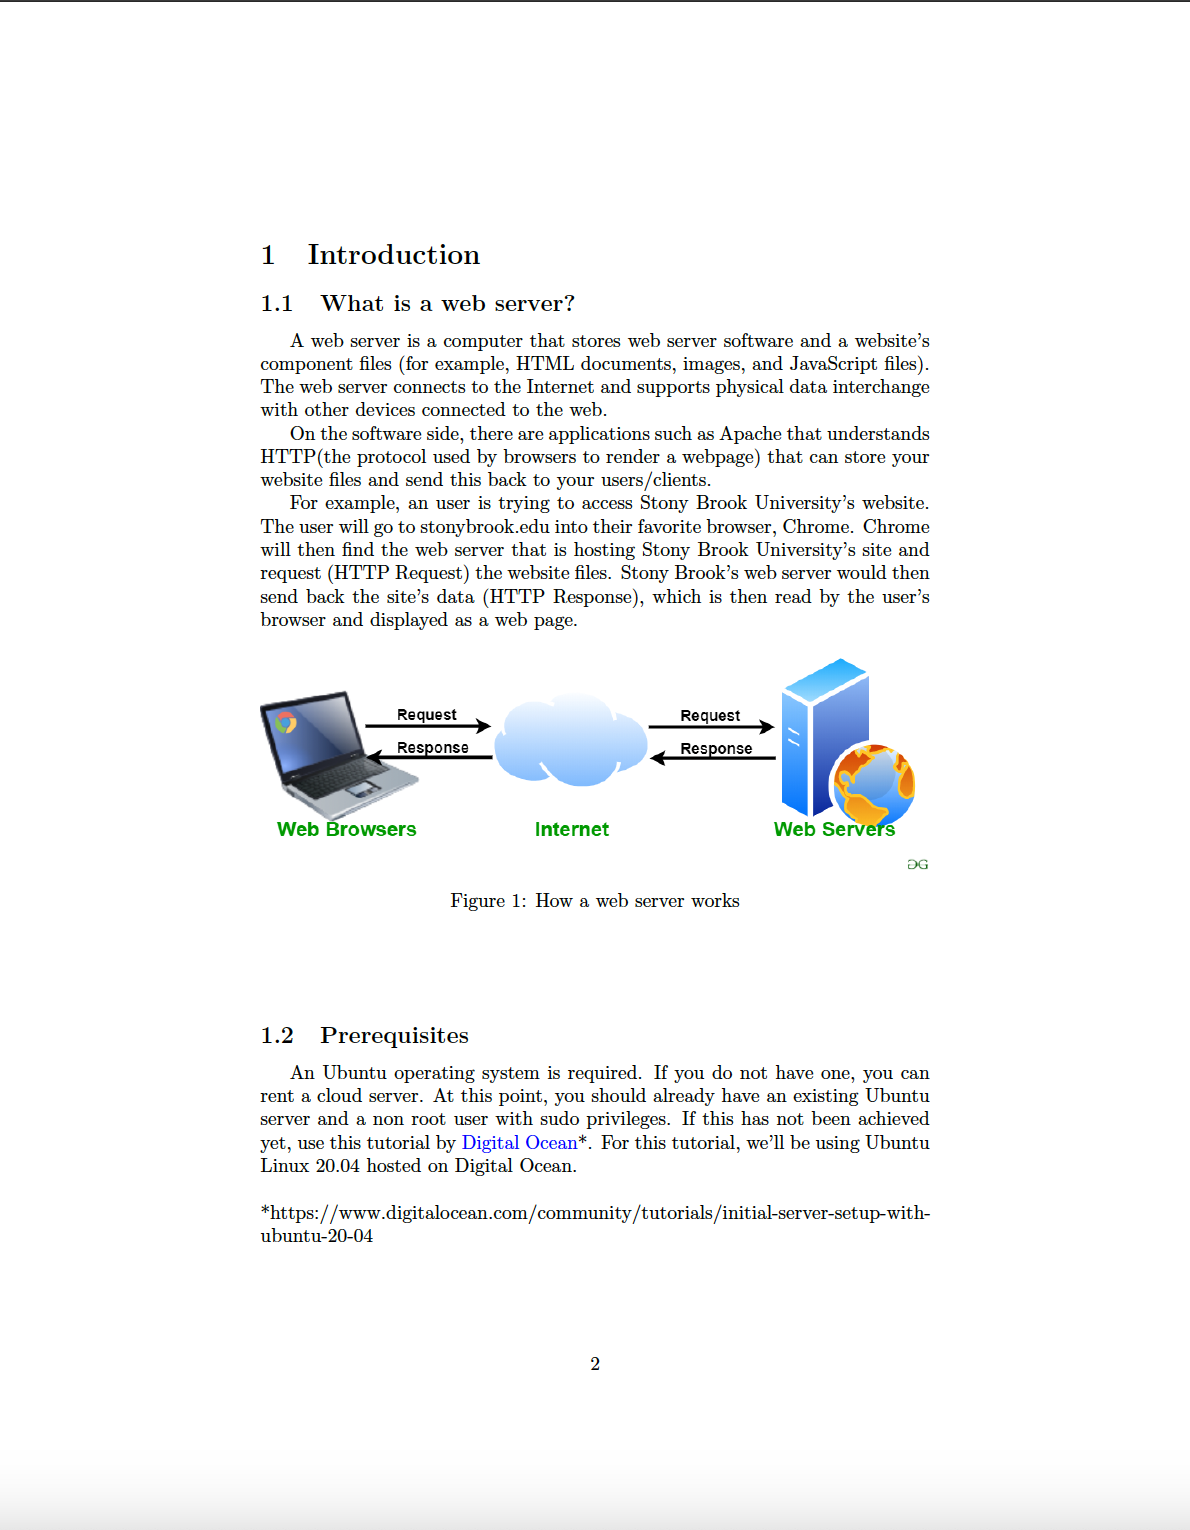 1 Introduction
1.1 What is a web server?
A web server is a computer that stores web server software and a website's
component files (for example, HTML documents, images, and JavaScript files).
The web server connects to the Internet and supports physical data interchange
with other devices connected to the web.
On the software side, there are applications such as Apache that understands
HTTP(the protocol used by browsers to render a webpage) that can store your
website files and send this back to your users/clients.
For example, an user is trying to access Stony Brook University's website.
The user will go to stonybrook.edu into their favorite browser, Chrome. Chrome
will then find the web server that is hosting Stony Brook University's site and
request (HTTP Request) the website files. Stony Brook's web server would then
send back the site's data (HTTP Response), which is then read by the user's
browser and displayed as a web page.
Request
Request
Response
Response
Web Browsers
Internet
Web Servers
Figure 1: How a web server works
1.2 Prerequisites
An Ubuntu operating system is required. If you do not have one, you can
rent a cloud server. At this point, you should already have an existing Ubuntu
server and a non root user with sudo privileges. If this has not been achieved
yet, use this tutorial by Digital Ocean*. For this tutorial, we'll be using Ubuntu
Linux 20.04 hosted on Digital Ocean.
*https://www.digitalocean.com/community/tutorials/initial-server-setup-with-
ubuntu-20-04
2